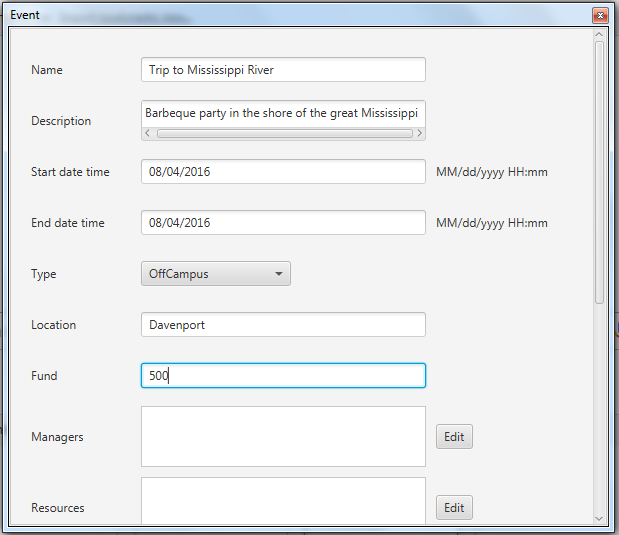 Event
Name Trip to Mississippi River
Description Barbeque party in the shore of the great Mississippi
Start date time 08/04/2016 MM/dd/yyyy HH:mm
End date time 08/04/2016 MM/dd/yyyy HH:mm
Type OffCampus
Location Davenport
Fund 500
Managers Edit
Resources Edit